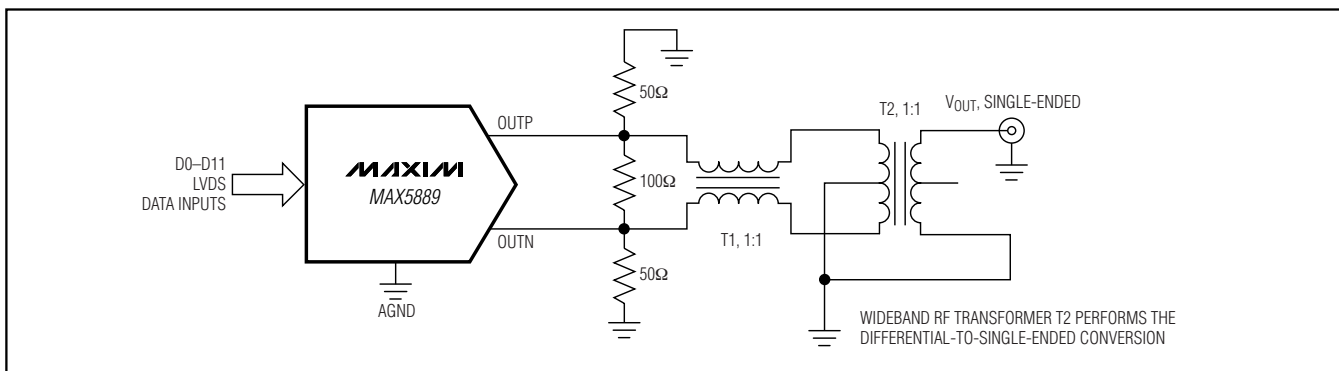 50Ω
T2, 1:1
VOUT, SINGLE-ENDED
OUTP
D0–D11
LVDS
DATA INPUTS
MAXIM
MAX5889
100Ω
OUTN
T1, 1:1
50Ω
AGND
WIDEBAND RF TRANSFORMER T2 PERFORMS THE
DIFFERENTIAL-TO-SINGLE-ENDED CONVERSION